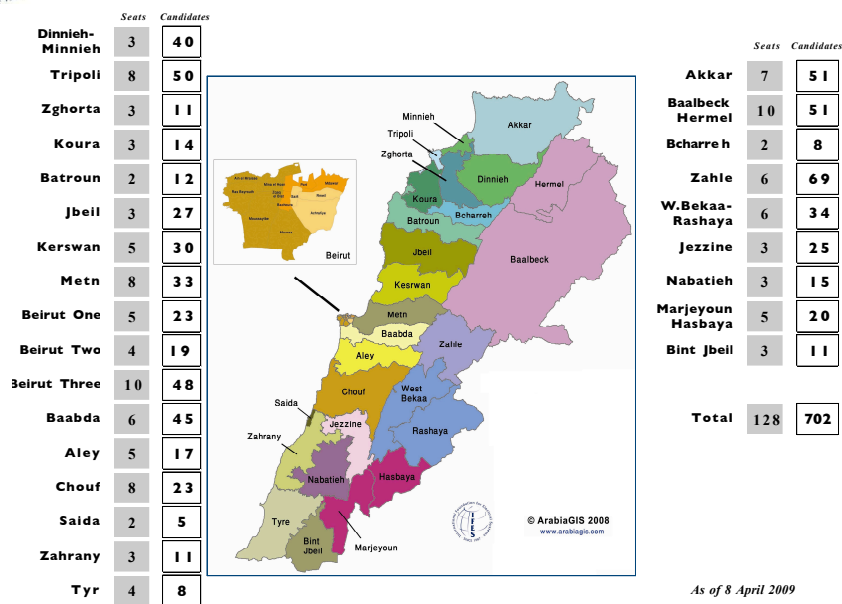 Seats Candidates
Dinnieh-
Minnieh 3 40
Tripoli 8 50
Zghorta 3 11
Koura 3 14
Batroun 2 12
Jbeil 3 27
Kerswan 5 30
Metn 8 33
Beirut One 5 23
Beirut Two 4 19
Beirut Three 10 48
Baabda 6 45
Aley 5 17
Chouf 8 23
Saida 2 5
Zahrany 3 11
Tyr 4 8
Minnieh
Tripoli
Zghorta
Akkar
Dinnieh
Hermel
Koura
Bcharreh
Batroun
Jbeil
Baalbeck
Kesrwan
Metn
Baabda
Zahle
Aley
Chouf
West
Bekaa
Saida
Jezzine
Rashaya
Zahrany
Nabatieh
Hasbaya
Tyre
Bint
Jbeil
Marjeyoun
Beirut
IFES
© ArabiaGIS 2008
www.arabiagis.com
Seats Candidates
Akkar 7 51
Baalbeck
Hermel 10 51
Bcharreh 2 8
Zahle 6 69
W.Bekaa-
Rashaya 6 34
Jezzine 3 25
Nabatieh 3 15
Marjeyoun
Hasbaya 5 20
Bint Jbeil 3 11
Total 128 702
As of 8 April 2009